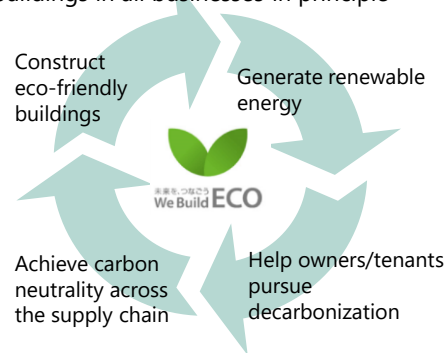 buildings in all businesses in principle
Construct
eco-friendly
buildings
Generate renewable
energy
未来を、つなごう
We Build ECO
Achieve carbon
neutrality across
the supply chain
Help owners/tenants
pursue
decarbonization